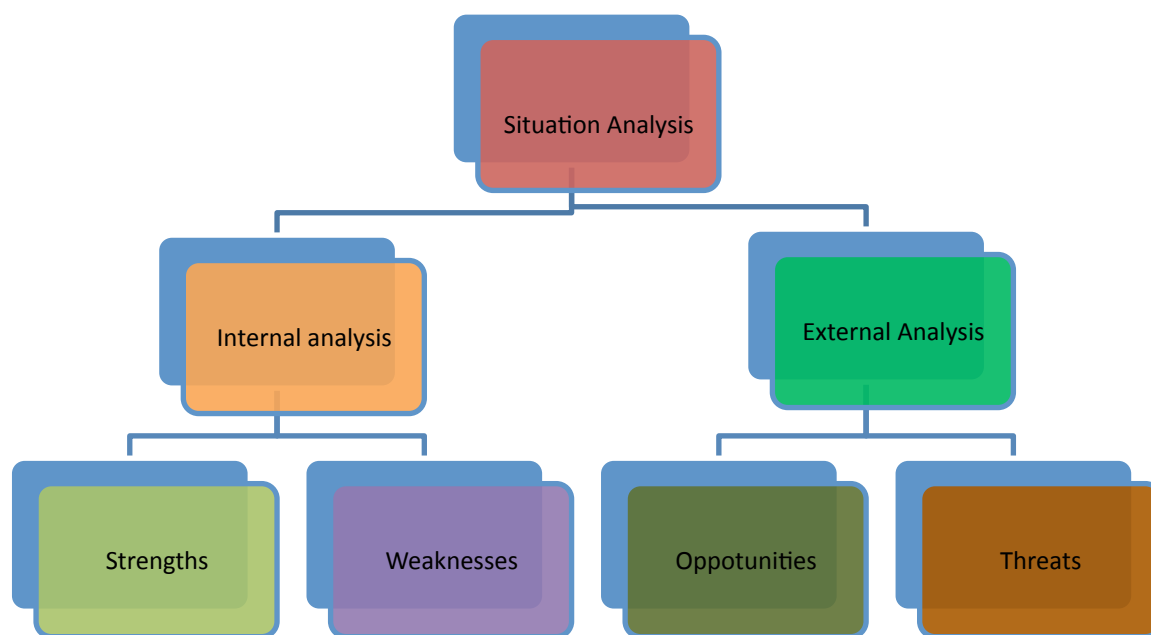 Situation Analysis
Internal analysis
External Analysis
Strengths
Weaknesses
Oppotunities
Threats